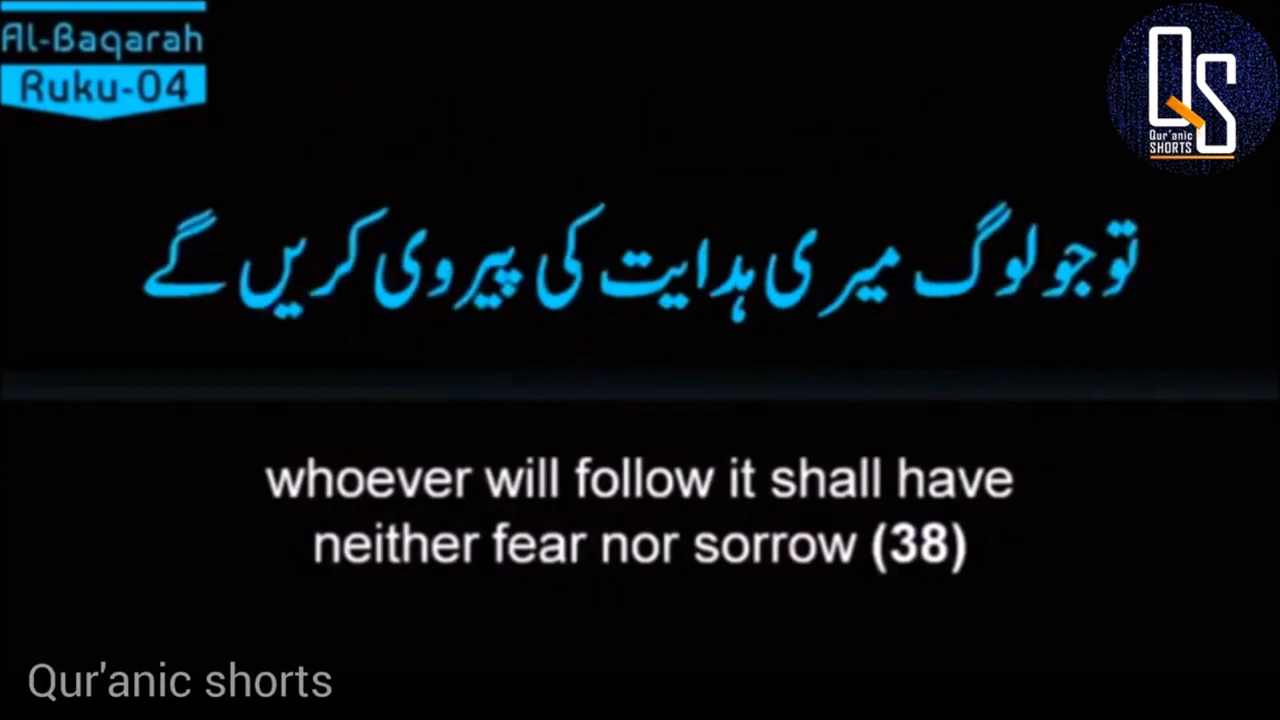 Al-Baqarah
Ruku-04
QS
Qur'anic
SHORTS
تو جو لوگ میری ہدایت کی پیروی کریں گے
whoever will follow it shall have
neither fear nor sorrow (38)
Qur'anic shorts